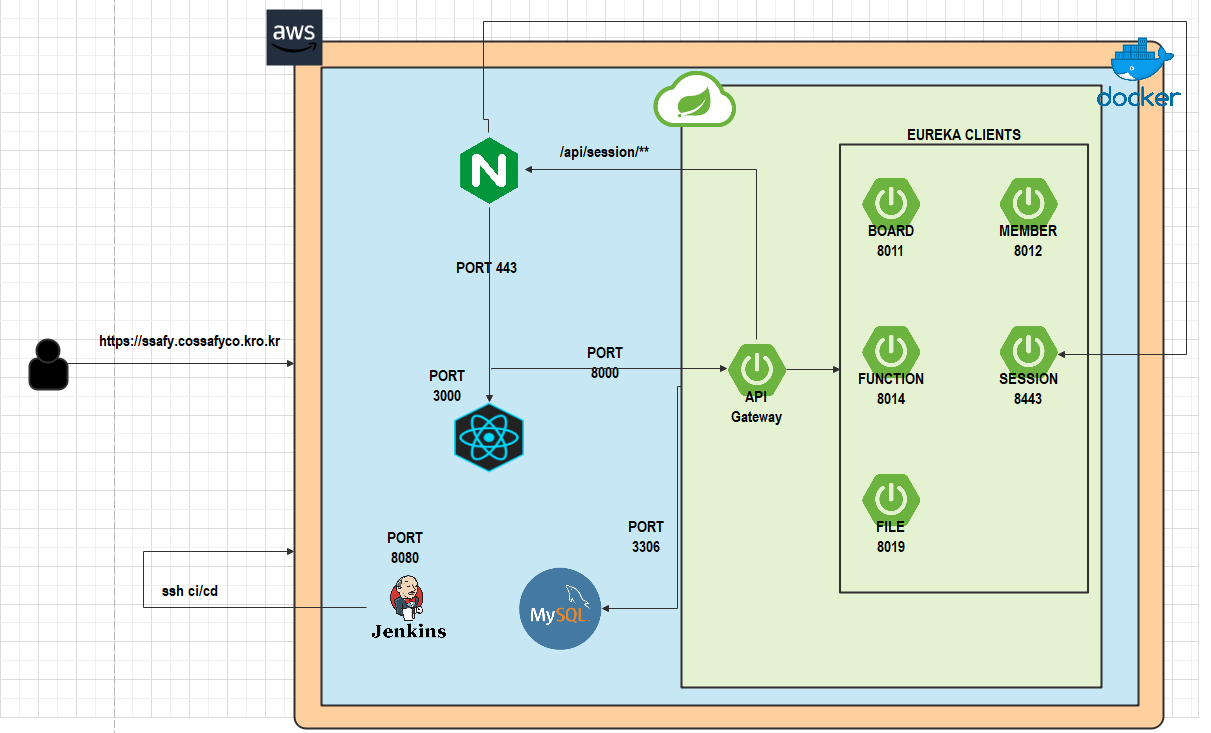 aws
docker
EUREKA CLIENTS
/api/session/**
BOARD
8011
MEMBER
8012
PORT 443
https://ssafy.cossafyco.kro.kr
PORT
8000
PORT
3000
API
Gateway
FUNCTION
8014
SESSION
8443
FILE
8019
PORT
3306
PORT
8080
ssh ci/cd
Jenkins
MySQL